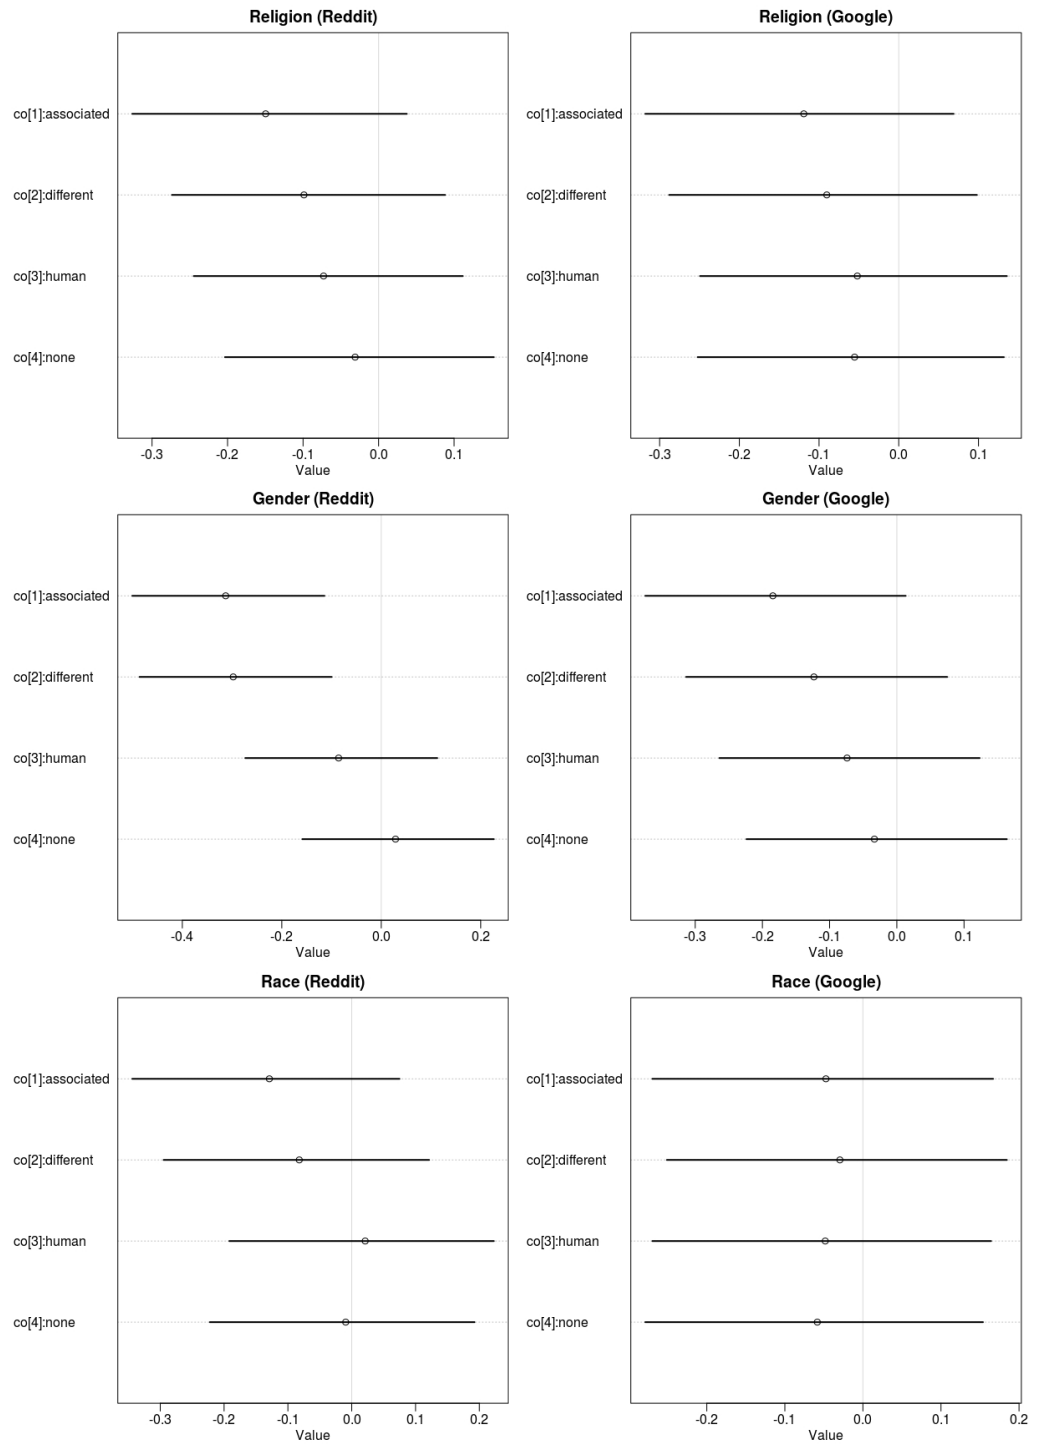 Religion (Reddit)
co[1]:associated
co[2]:different
co[3]:human
co[4]:none
-0.3 -0.2 -0.1 0.0 0.1
Value
Religion (Google)
co[1]:associated
co[2]:different
co[3]:human
co[4]:none
-0.3 -0.2 -0.1 0.0 0.1
Value
Gender (Reddit)
co[1]:associated
co[2]:different
co[3]:human
co[4]:none
-0.4 -0.2 0.0 0.2
Value
Gender (Google)
co[1]:associated
co[2]:different
co[3]:human
co[4]:none
-0.3 -0.2 -0.1 0.0 0.1
Value
Race (Reddit)
co[1]:associated
co[2]:different
co[3]:human
co[4]:none
-0.3 -0.2 -0.1 0.0 0.1 0.2
Value
Race (Google)
co[1]:associated
co[2]:different
co[3]:human
co[4]:none
-0.2 -0.1 0.0 0.1 0.2
Value